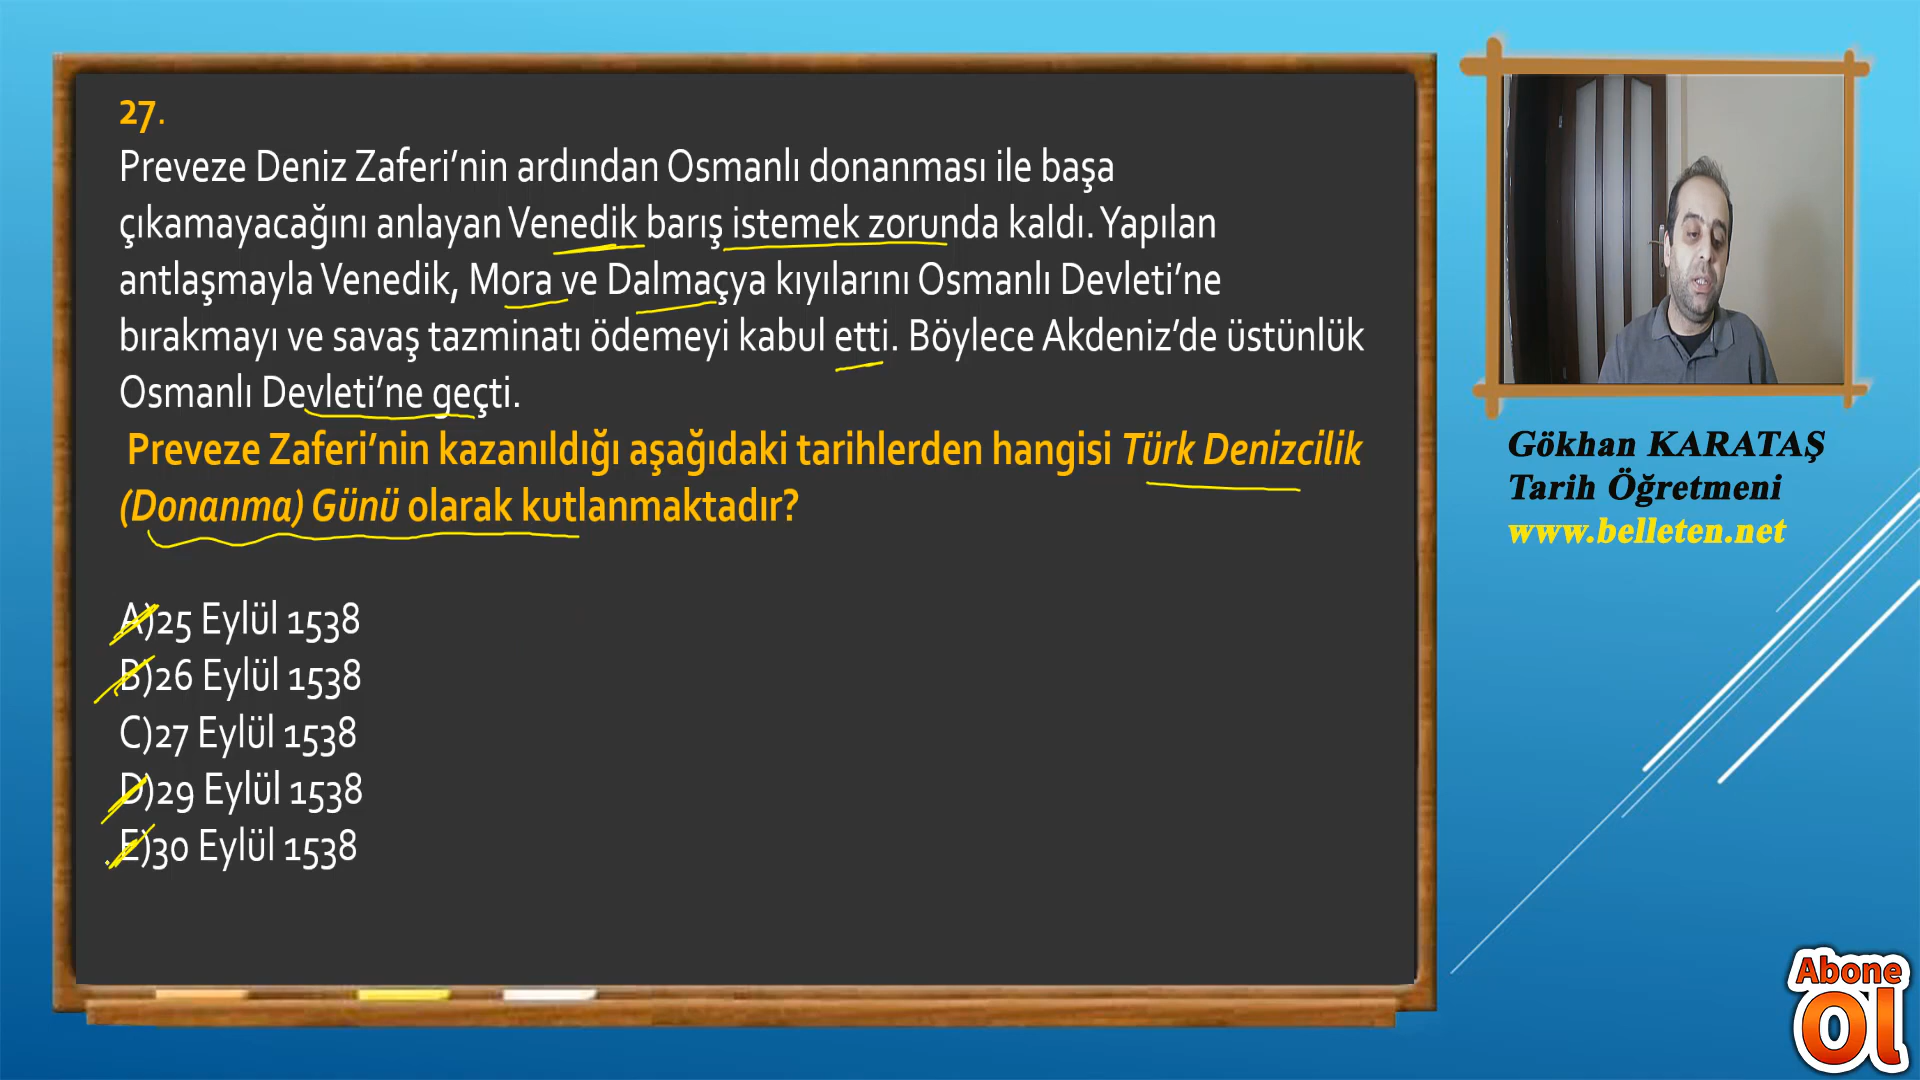 27.
Preveze Deniz Zaferi’nin ardından Osmanlı donanması ile başa
çıkamayacağını anlayan Venedik barış istemek zorunda kaldı. Yapılan
antlaşmayla Venedik, Mora ve Dalmaçya kıyılarını Osmanlı Devleti’ne
bırakmayı ve savaş tazminatı ödemeyi kabul etti. Böylece Akdeniz’de üstünlük
Osmanlı Devleti’ne geçti.
Preveze Zaferi’nin kazanıldığı aşağıdaki tarihlerden hangisi Türk Denizcilik
(Donanma) Günü olarak kutlanmaktadır?
A)25 Eylül 1538
B)26 Eylül 1538
C)27 Eylül 1538
D)29 Eylül 1538
E)30 Eylül 1538
Gökhan KARATAŞ
Tarih Öğretmeni
www.belleten.net
Abone
Ol